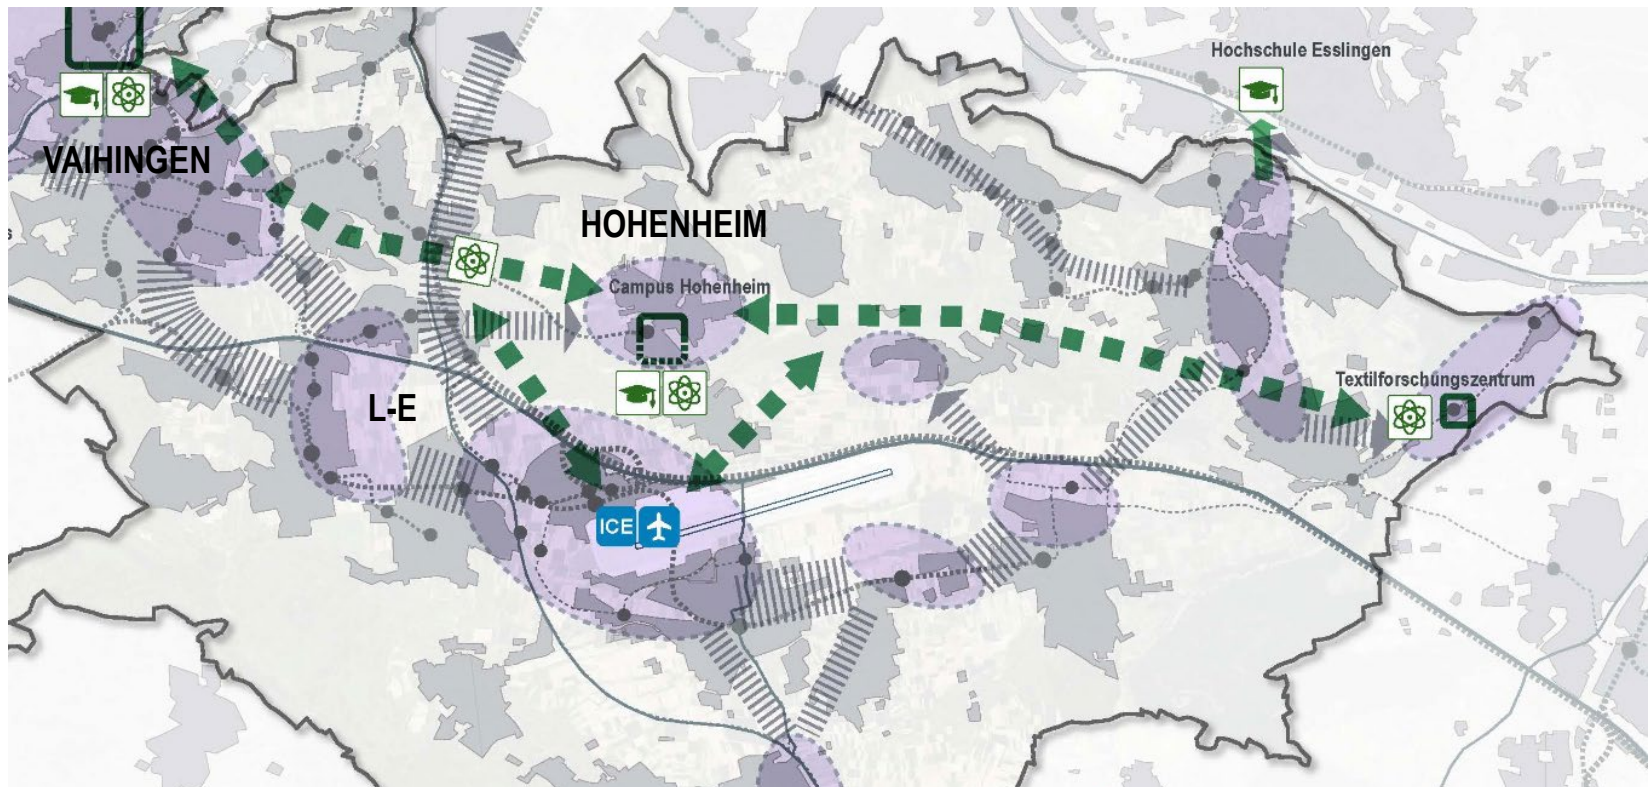 Hochschule Esslingen
VAIHINGEN
HOHENHEIM
s
Campus Hohenheim
Textilforschungszentrum
L-E
ICE